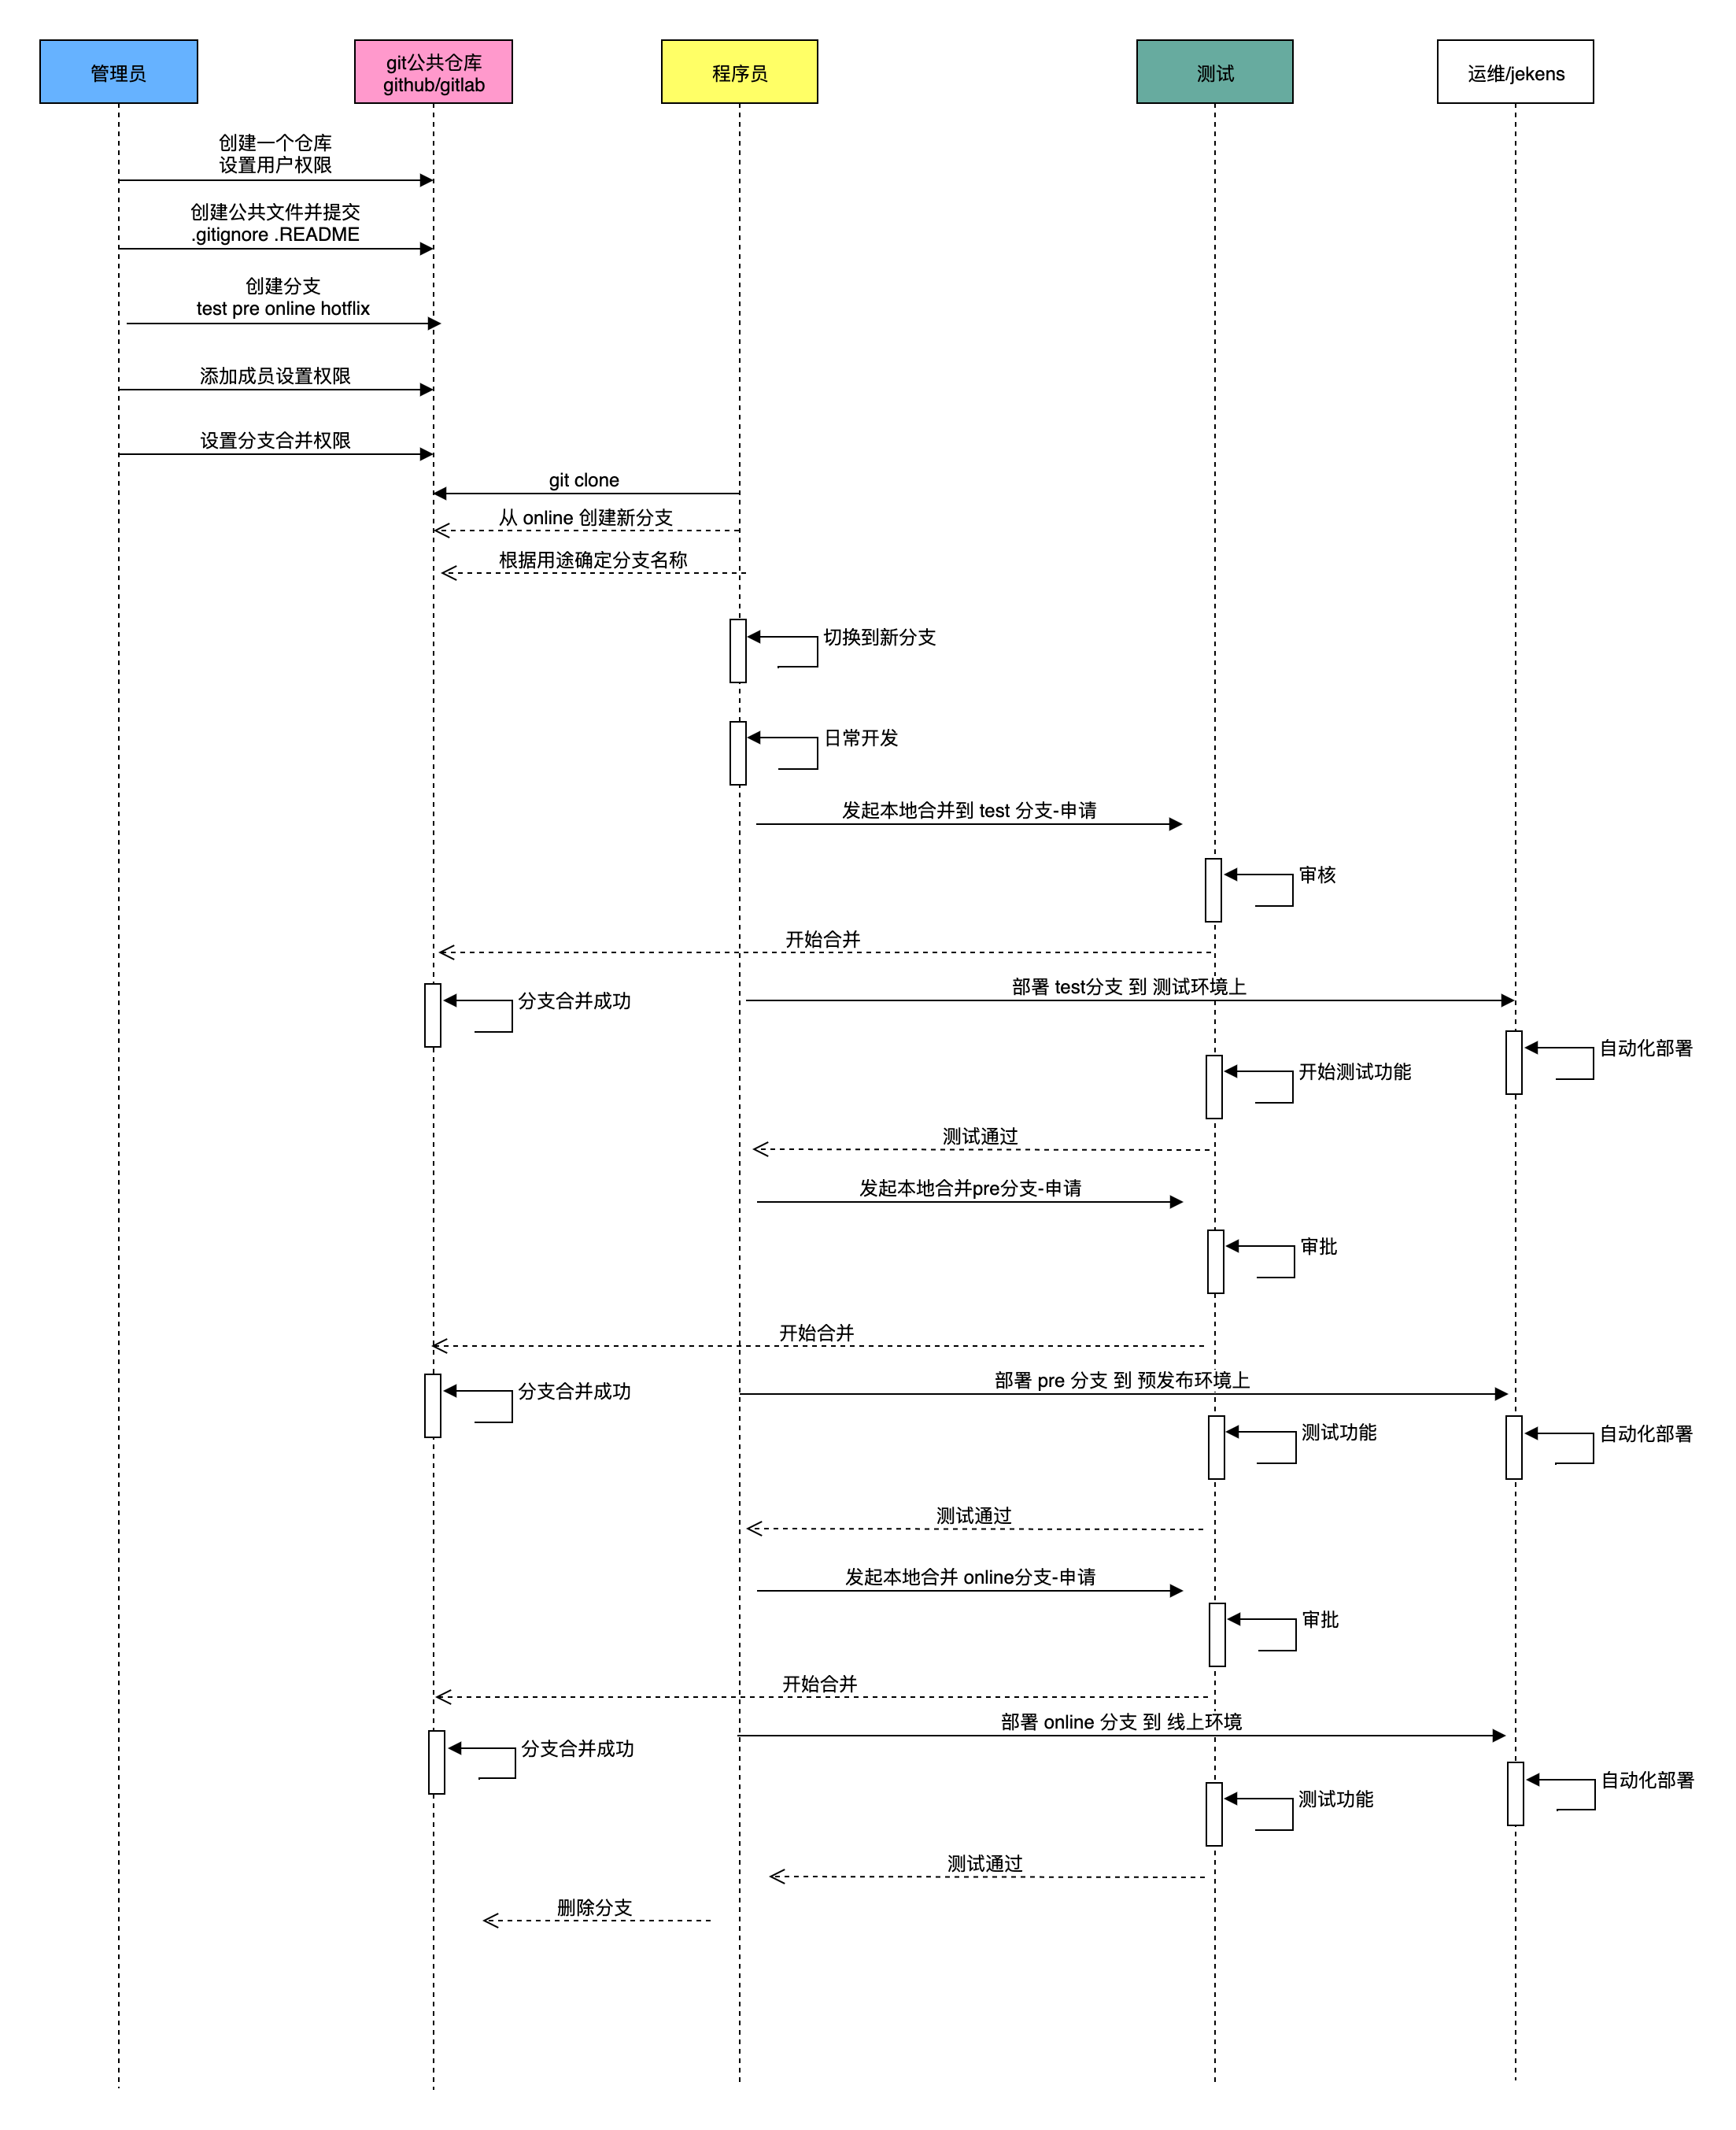 管理员
git公共仓库
github/gitlab
程序员
测试
运维/jekens
创建一个仓库
设置用户权限
创建公共文件并提交
.gitignore .README
创建分支
test pre online hotflix
添加成员设置权限
设置分支合并权限
git clone
从 online 创建新分支
根据用途确定分支名称
切换到新分支
日常开发
发起本地合并到 test 分支-申请
审核
开始合并
部署 test分支 到 测试环境上
分支合并成功
自动化部署
开始测试功能
测试通过
发起本地合并pre分支-申请
审批
开始合并
部署 pre 分支 到 预发布环境上
分支合并成功
测试功能
自动化部署
测试通过
发起本地合并 online分支-申请
审批
开始合并
部署 online 分支 到 线上环境
分支合并成功
自动化部署
测试功能
测试通过
删除分支